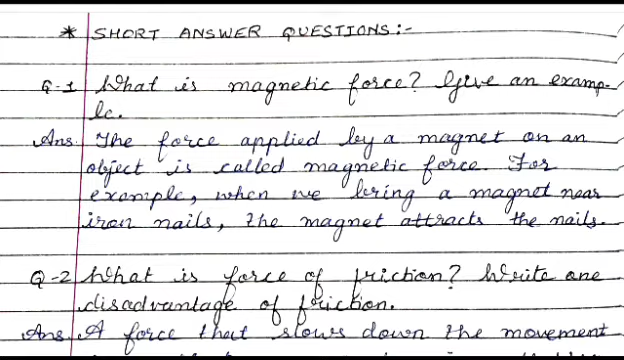 * SHORT ANSWER QUESTIONS:-
Q-1 What is magnetic force? Give an examp-
le.
Ans. The force applied by a magnet on an
object is called magnetic force. For
example, when we bring a magnet near
iron nails, the magnet attracts the nails.
Q-2 What is force of friction? Write one
disadvantage of friction.
Ans A force that slows down the movement